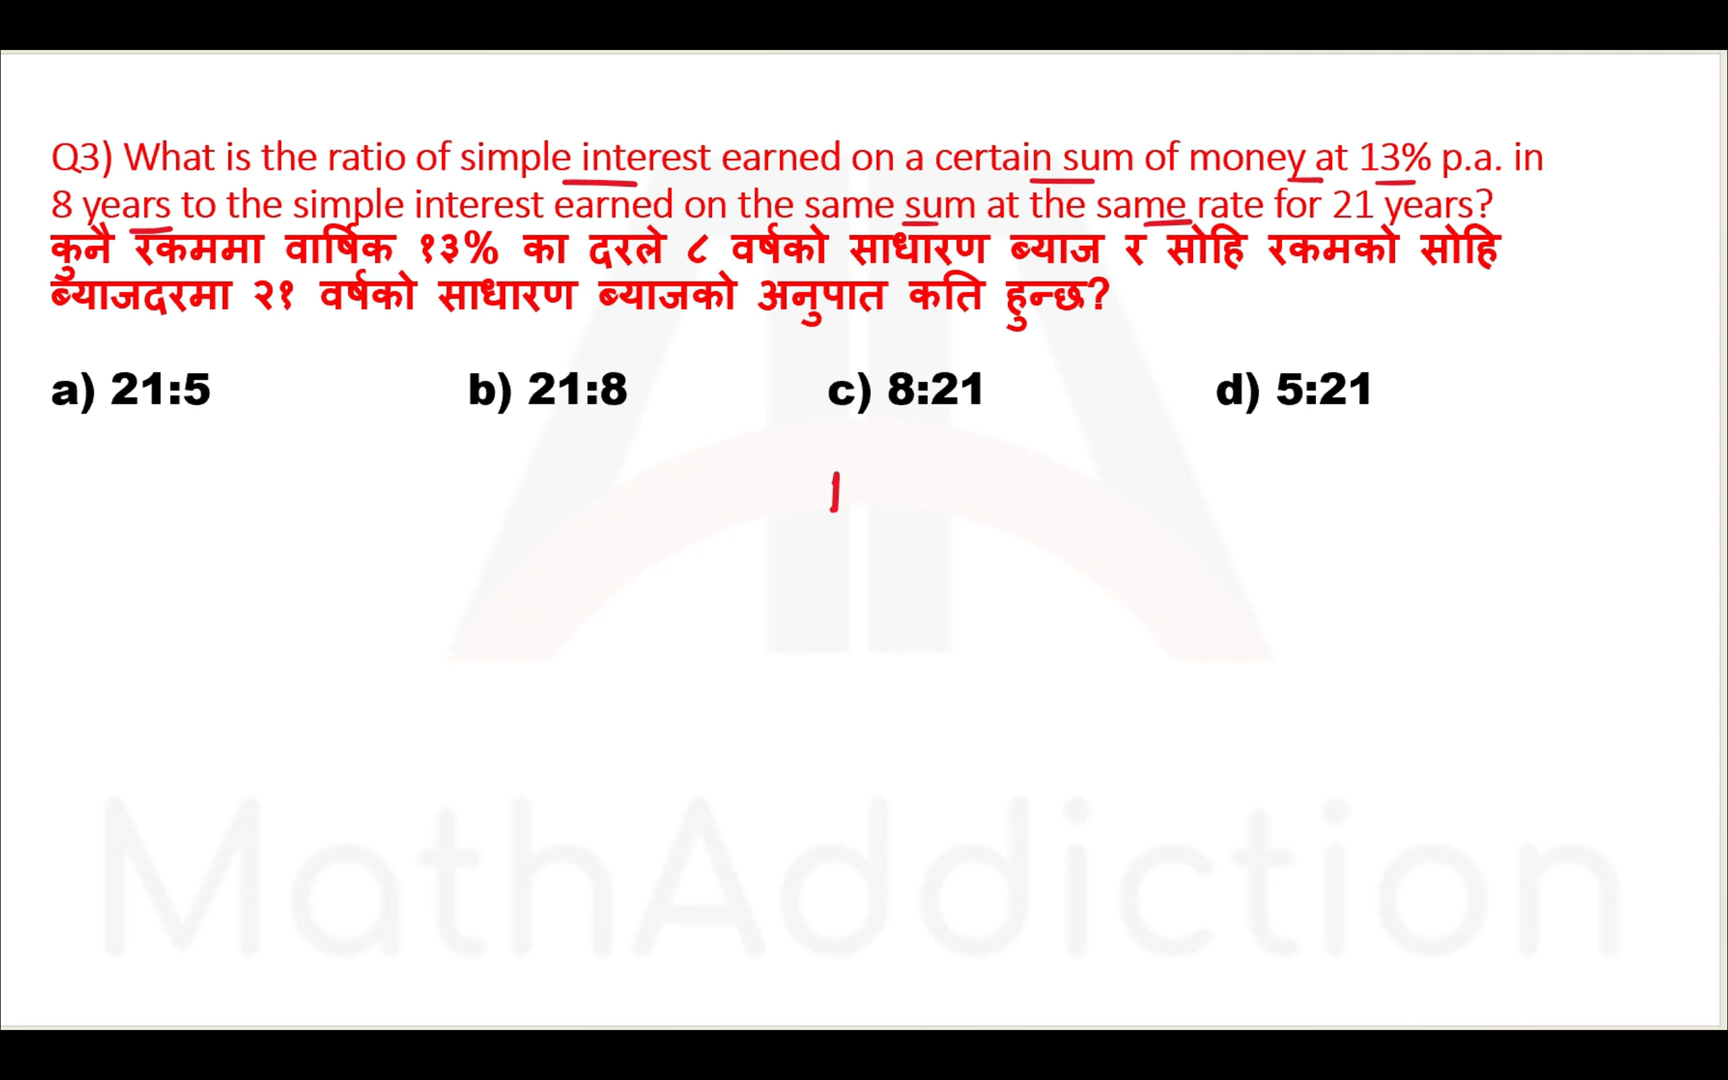 Q3) What is the ratio of simple interest earned on a certain sum of money at 13% p.a. in
8 years to the simple interest earned on the same sum at the same rate for 21 years?
कुनै रकममा वार्षिक १३% का दरले ८ वर्षको साधारण ब्याज र सोहि रकमको सोहि
ब्याजदरमा २१ वर्षको साधारण ब्याजको अनुपात कति हुन्छ?
a) 21:5 b) 21:8 c) 8:21 d) 5:21
MathAddiction